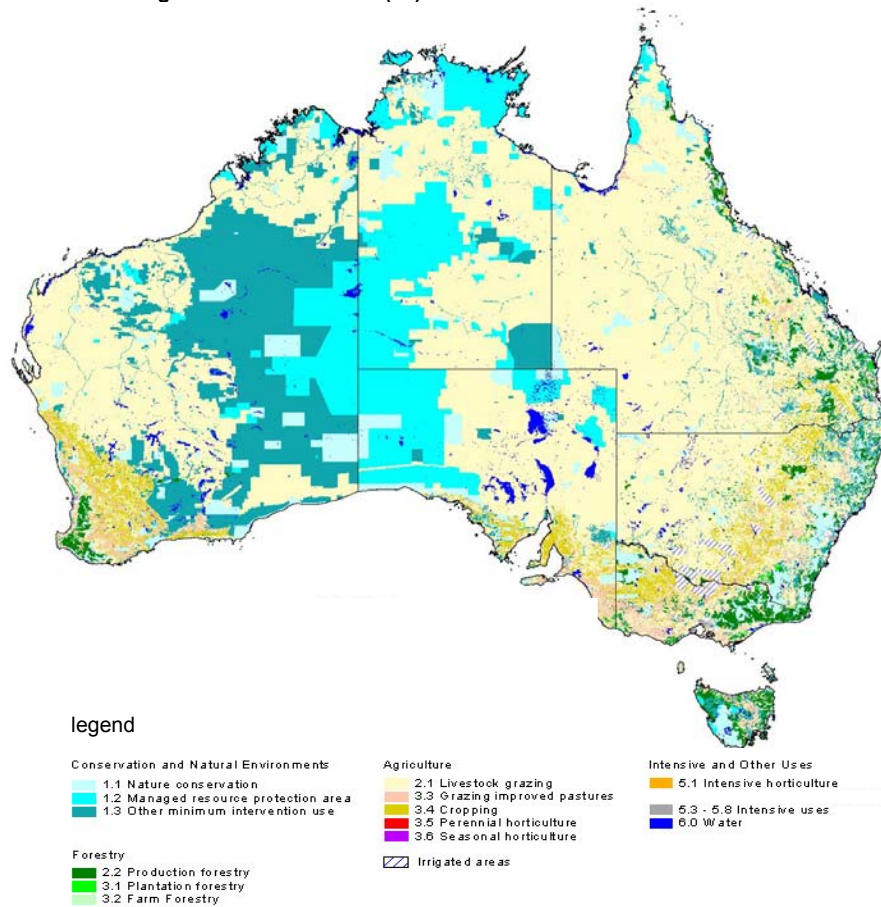 legend
Conservation and Natural Environments
1.1 Nature conservation
1.2 Managed resource protection area
1.3 Other minimum intervention use
Forestry
2.2 Production forestry
3.1 Plantation forestry
3.2 Farm Forestry
Agriculture
2.1 Livestock grazing
3.3 Grazing improved pastures
3.4 Cropping
3.5 Perennial horticulture
3.6 Seasonal horticulture
Irrigated areas
Intensive and Other Uses
5.1 Intensive horticulture
5.3 - 5.8 Intensive uses
6.0 Water